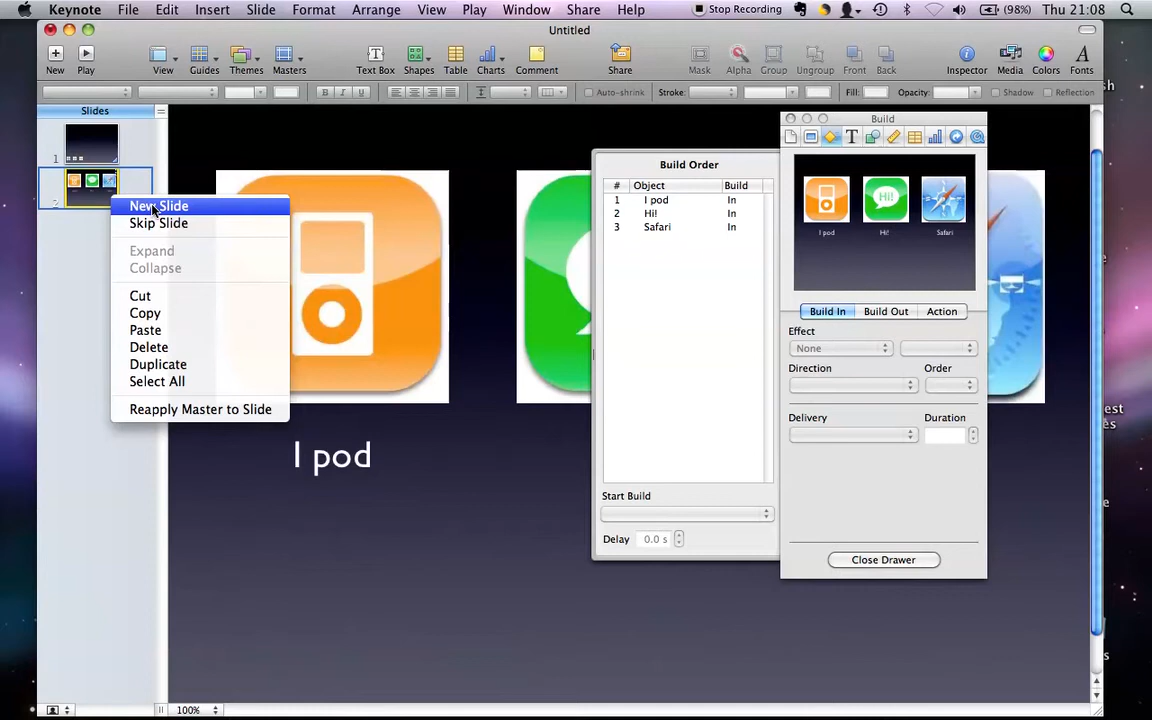 Keynote File Edit Insert Slide Format Arrange View Play Window Share Help Stop Recording (98%) Thu 21:08
Untitled
New Play View Guides Themes Masters Text Box Shapes Table Charts Comment Share Mask Alpha Group Ungroup Front Back Inspector Media Colors Fonts
B I U Auto-shrink Stroke: Fill: Opacity: Shadow Reflection
Slides
1
2
New Slide
Skip Slide
Expand
Collapse
Cut
Copy
Paste
Delete
Duplicate
Select All
Reapply Master to Slide
I pod
Build Order
# Object Build
1 I pod In
2 Hi! In
3 Safari In
Start Build
Delay 0.0 s
Build
Hi!
I pod Hi! Safari
Build In Build Out Action
Effect
None
Direction Order
Delivery Duration
Close Drawer
100%